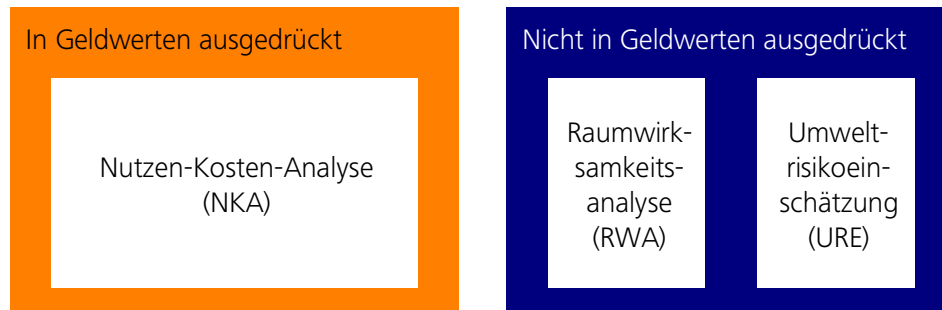 In Geldwerten ausgedrückt
Nutzen-Kosten-Analyse
(NKA)
Nicht in Geldwerten ausgedrückt
Raumwirk-
samkeits-
analyse
(RWA)
Umwelt-
risikoein-
schätzung
(URE)